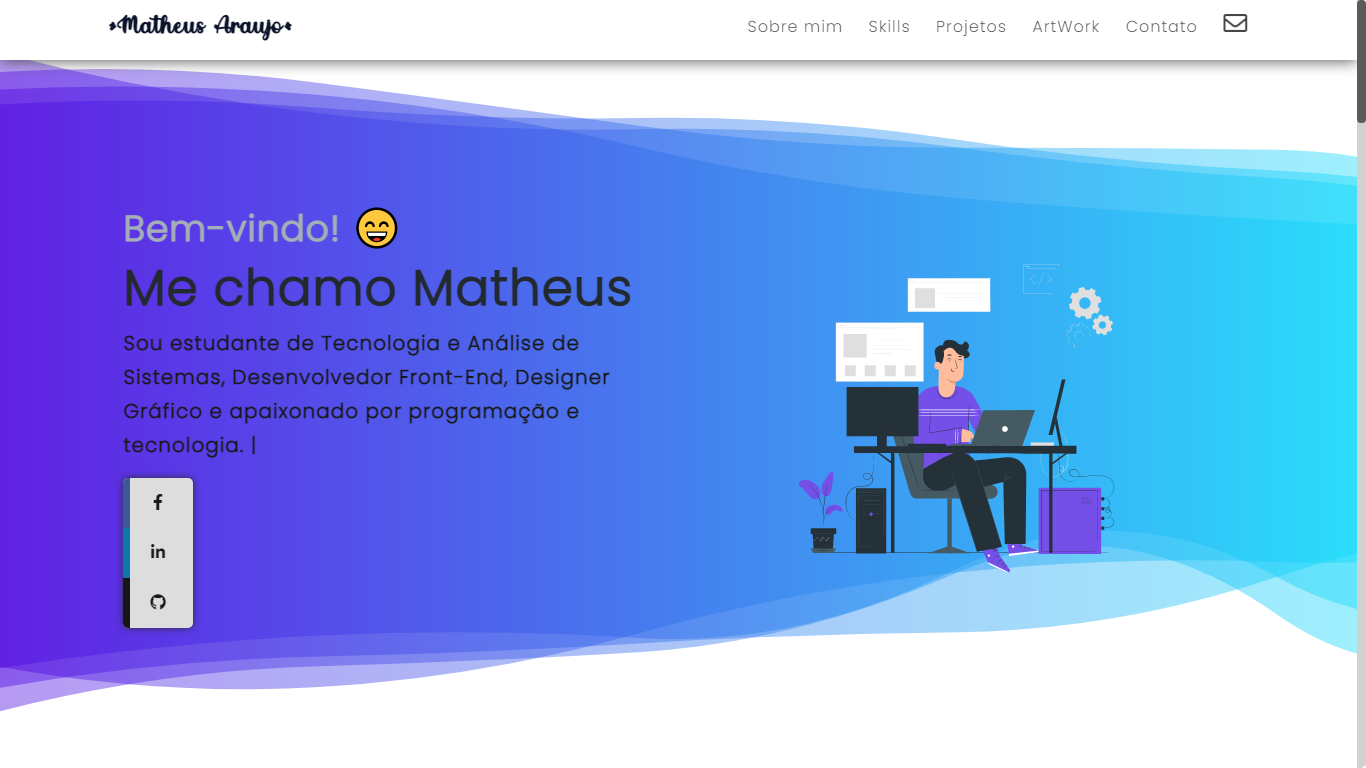 Matheus Araujo
Sobre mim Skills Projetos ArtWork Contato
Bem-vindo!
Me chamo Matheus
Sou estudante de Tecnologia e Análise de
Sistemas, Desenvolvedor Front-End, Designer
Gráfico e apaixonado por programação e
tecnologia. |